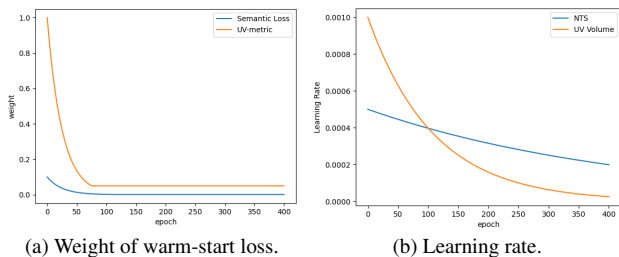 Semantic Loss
UV-metric
1.0
0.8
0.6
0.4
0.2
0.0
weight
0 50 100 150 200 250 300 350 400
epoch
(a) Weight of warm-start loss.
NTS
UV Volume
0.0010
0.0008
0.0006
0.0004
0.0002
0.0000
Learning Rate
0 50 100 150 200 250 300 350 400
epoch
(b) Learning rate.